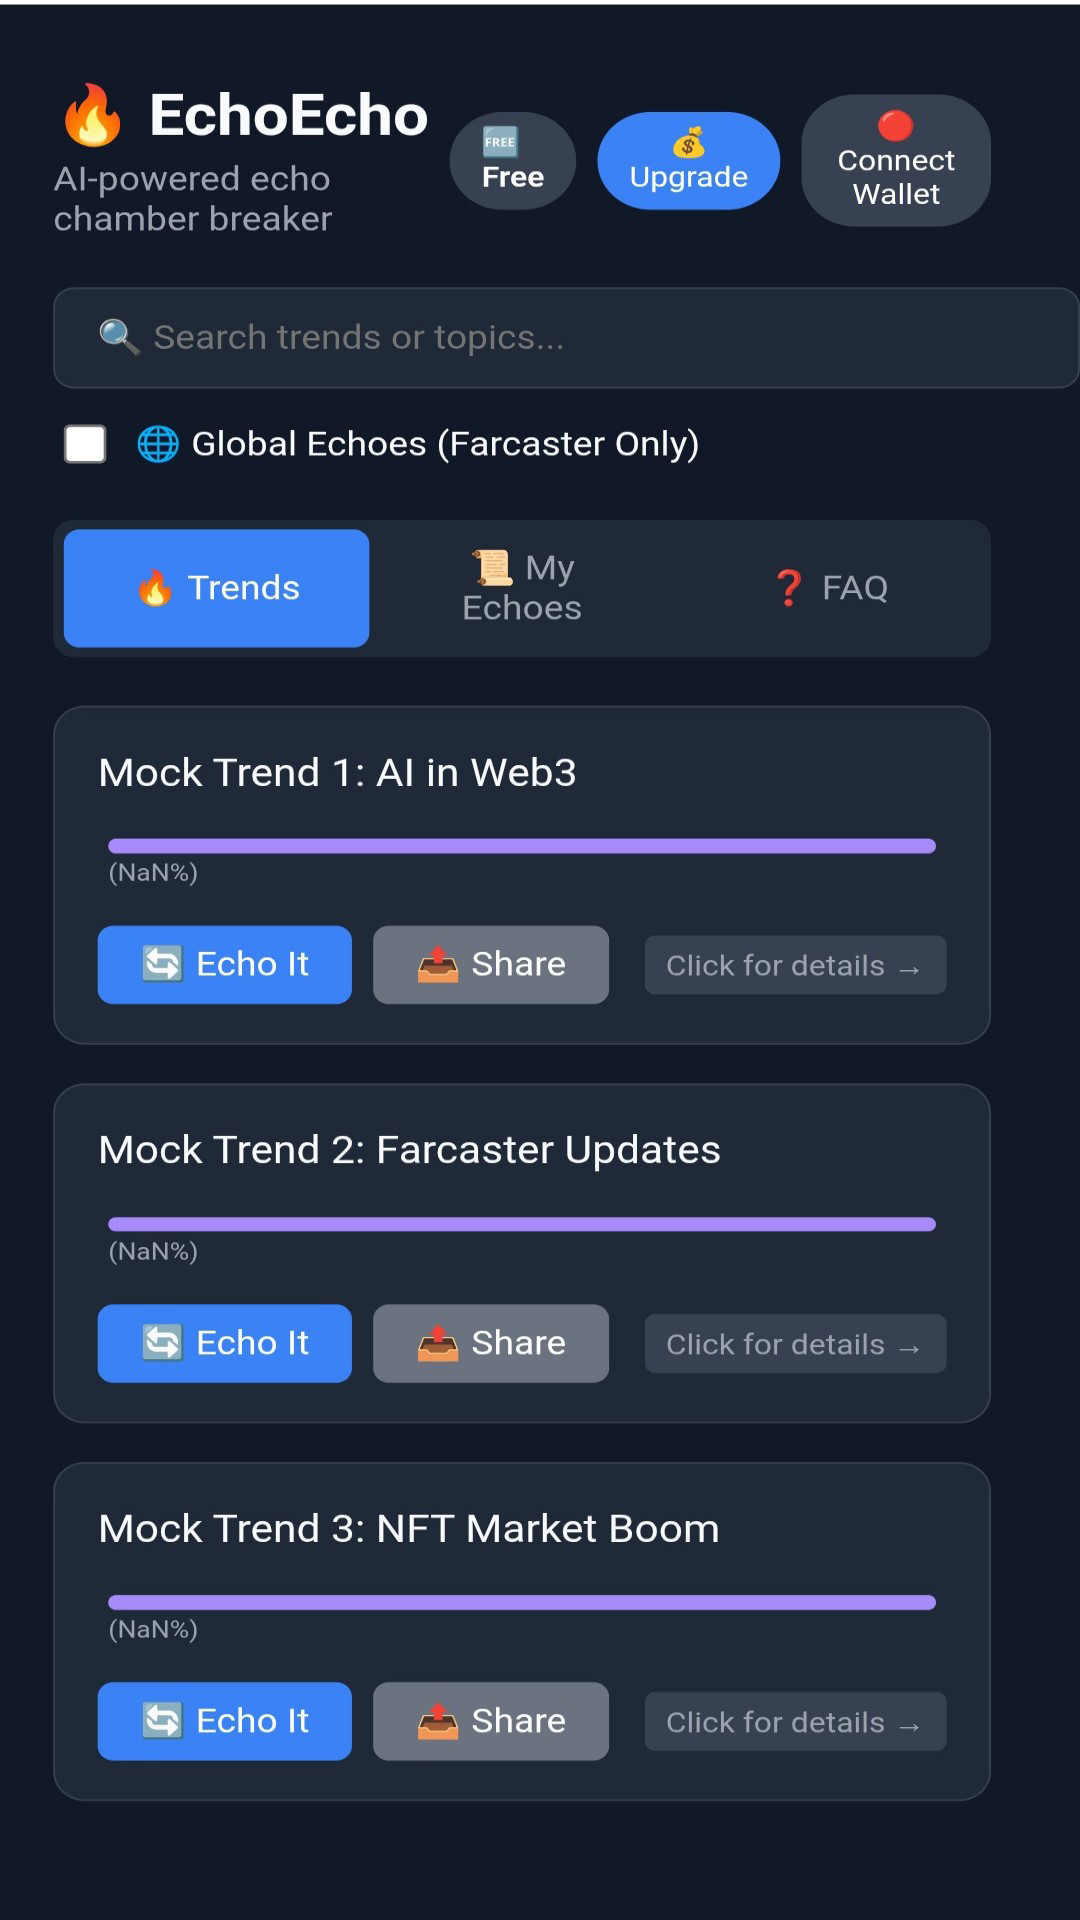 EchoEcho
AI-powered echo
chamber breaker
FREE
Free
Upgrade
Connect
Wallet
Search trends or topics...
Global Echoes (Farcaster Only)
Trends
My
Echoes
FAQ
Mock Trend 1: AI in Web3
(NaN%)
Echo It
Share
Click for details →
Mock Trend 2: Farcaster Updates
(NaN%)
Echo It
Share
Click for details →
Mock Trend 3: NFT Market Boom
(NaN%)
Echo It
Share
Click for details →